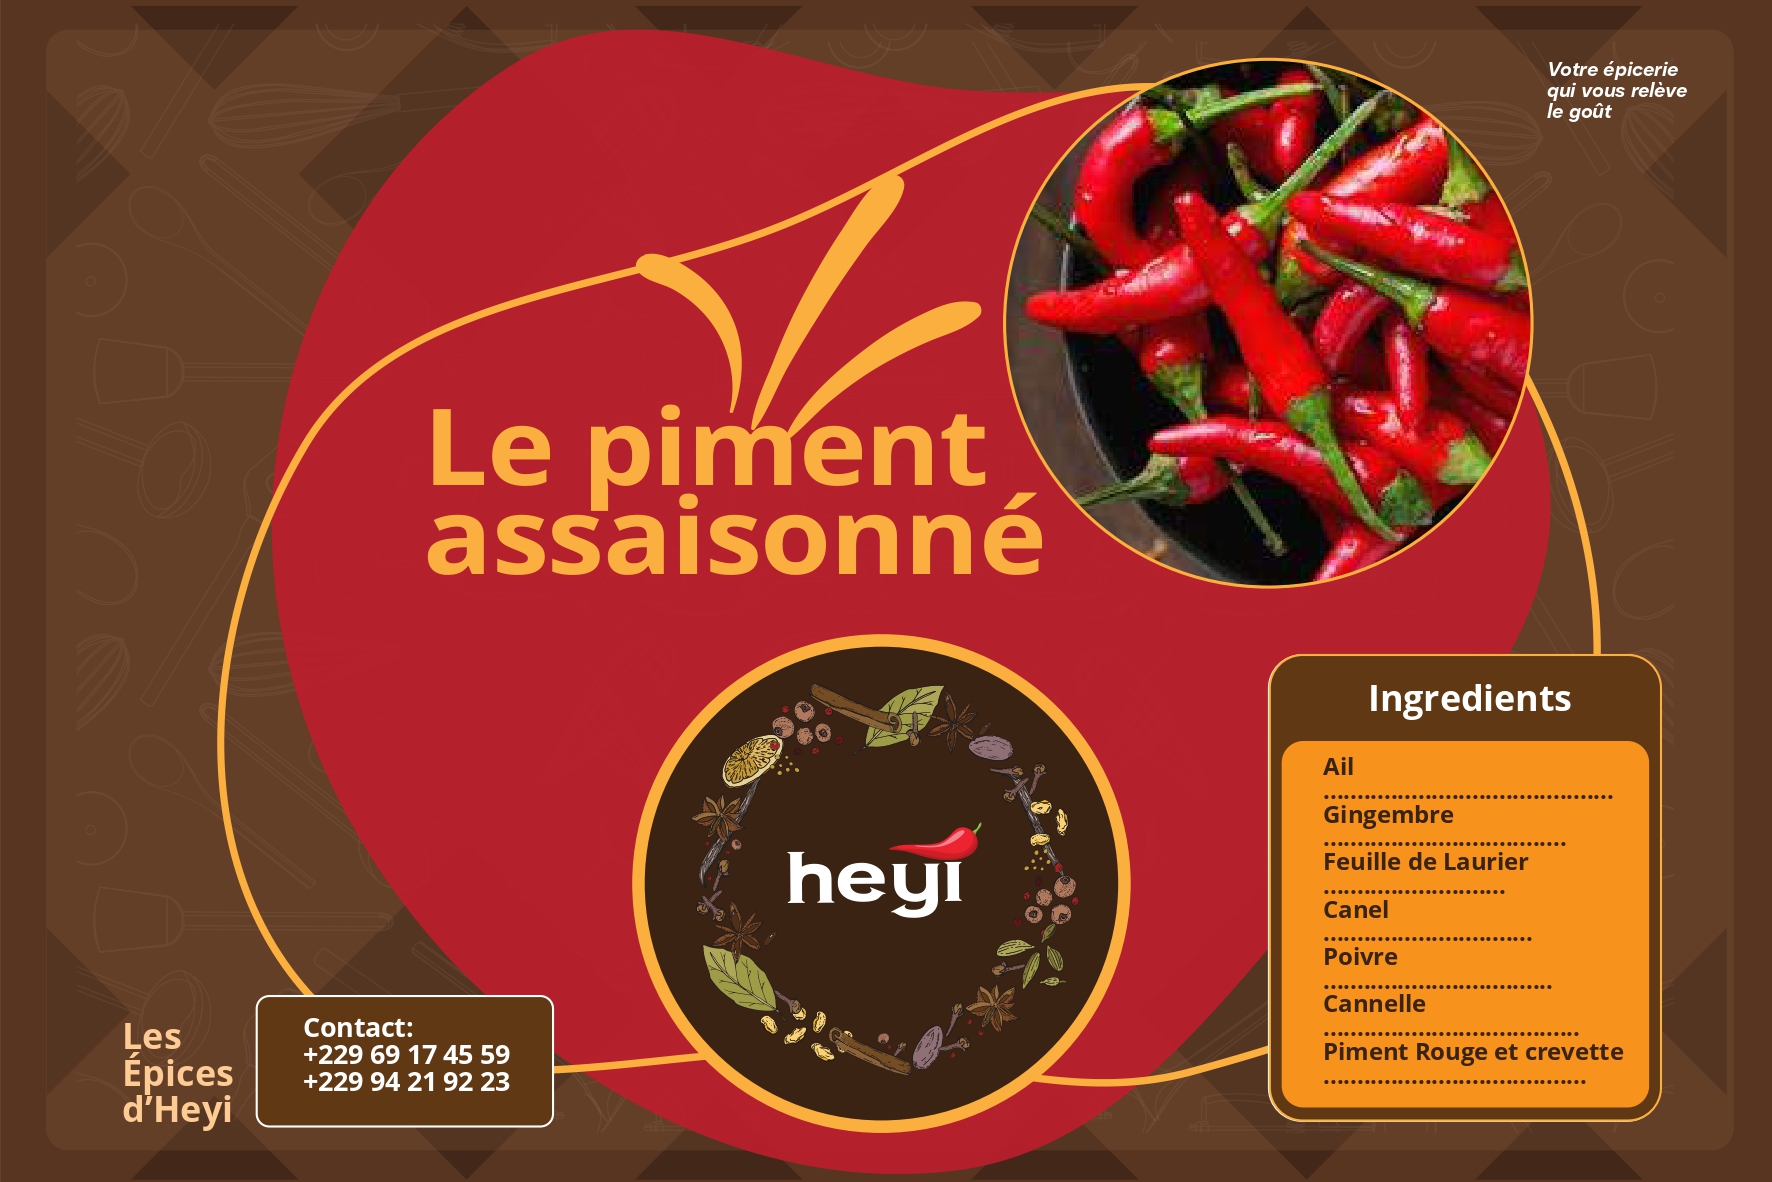 Votre épicerie
qui vous relève
le goût
Le piment
assaisonné
heyi
Ingredients
Ail
.......................................
Gingembre
.................................
Feuille de Laurier
.........................
Canel
............................
Poivre
...............................
Cannelle
..................................
Piment Rouge et crevette
...................................
Les
Épices
d’Heyi
Contact:
+229 69 17 45 59
+229 94 21 92 23